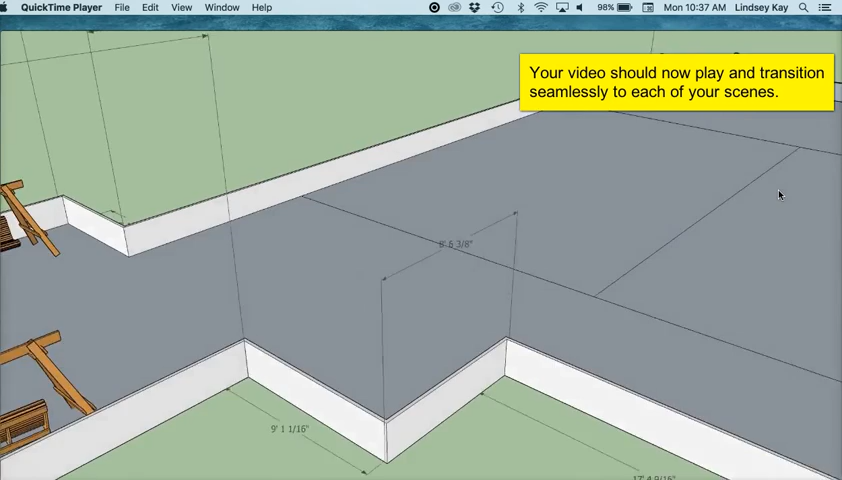 QuickTime Player File Edit View Window Help 98% Mon 10:37 AM Lindsey Kay
Your video should now play and transition
seamlessly to each of your scenes.
8' 6 3/8"
9' 1 1/16"